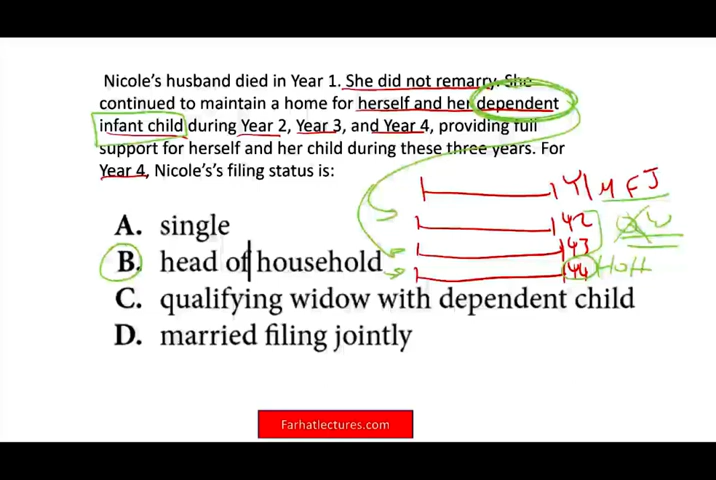 Nicole's husband died in Year 1. She did not remarry. She
continued to maintain a home for herself and her dependent
infant child during Year 2, Year 3, and Year 4, providing full
support for herself and her child during these three years. For
Year 4, Nicole's's filing status is:
Y1 MFJ
A. single
Y2 QW
Y3
B. head of household
Y4 HOH
C. qualifying widow with dependent child
D. married filing jointly
Farhatlectures.com